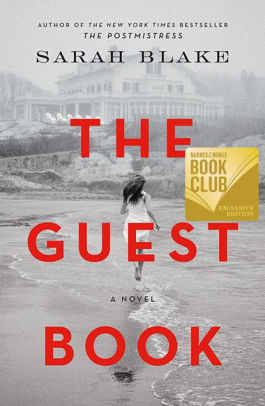 AUTHOR OF THE NEW YORK TIMES BESTSELLER
THE POSTMISTRESS
SARAH BLAKE
THE
BARNES & NOBLE
BOOK
CLUB
EXCLUSIVE
EDITION
GUEST
A NOVEL
BOOK